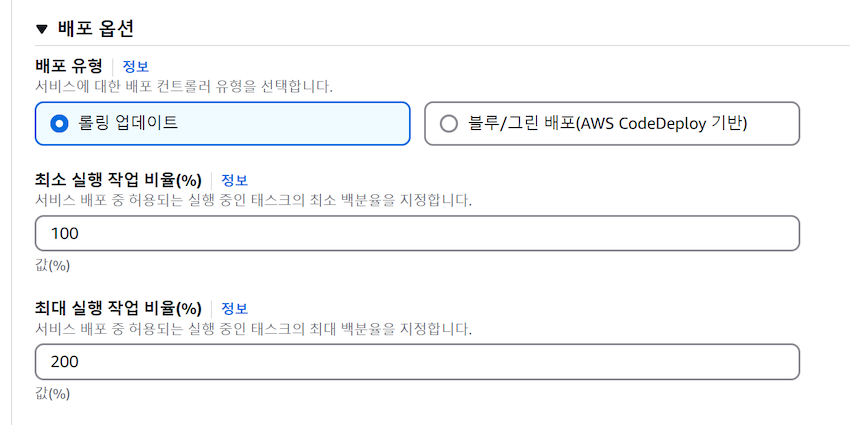 ▼ 배포 옵션
배포 유형 | 정보
서비스에 대한 배포 컨트롤러 유형을 선택합니다.
롤링 업데이트
블루/그린 배포(AWS CodeDeploy 기반)
최소 실행 작업 비율(%) | 정보
서비스 배포 중 허용되는 실행 중인 태스크의 최소 백분율을 지정합니다.
100
값(%)
최대 실행 작업 비율(%) | 정보
서비스 배포 중 허용되는 실행 중인 태스크의 최대 백분율을 지정합니다.
200
값(%)